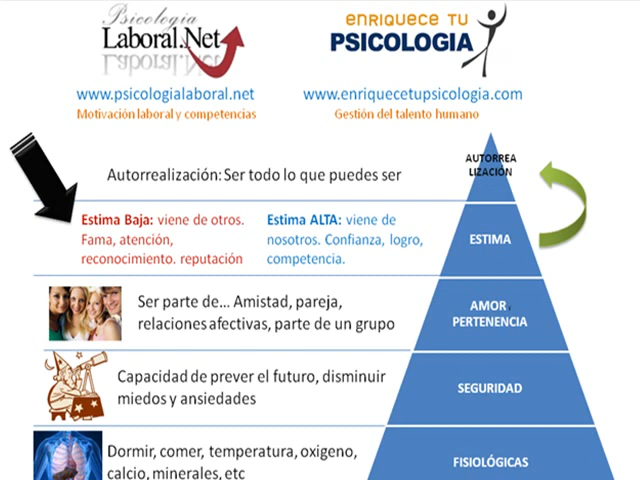 Psicologia
Laboral.Net
ENRIQUECE TU
PSICOLOGIA
www.psicologialaboral.net
www.enriquecetupsicologia.com
Motivación laboral y competencias
Gestión del talento humano
Autorrealización: Ser todo lo que puedes ser
AUTORREA
LIZACIÓN
Estima Baja: viene de otros.
Fama, atención,
reconocimiento. reputación
Estima ALTA: viene de
nosotros. Confianza, logro,
competencia.
ESTIMA
Ser parte de... Amistad, pareja,
relaciones afectivas, parte de un grupo
AMOR
PERTENENCIA
Capacidad de prever el futuro, disminuir
miedos y ansiedades
SEGURIDAD
Dormir, comer, temperatura, oxigeno,
calcio, minerales, etc
FISIOLÓGICAS